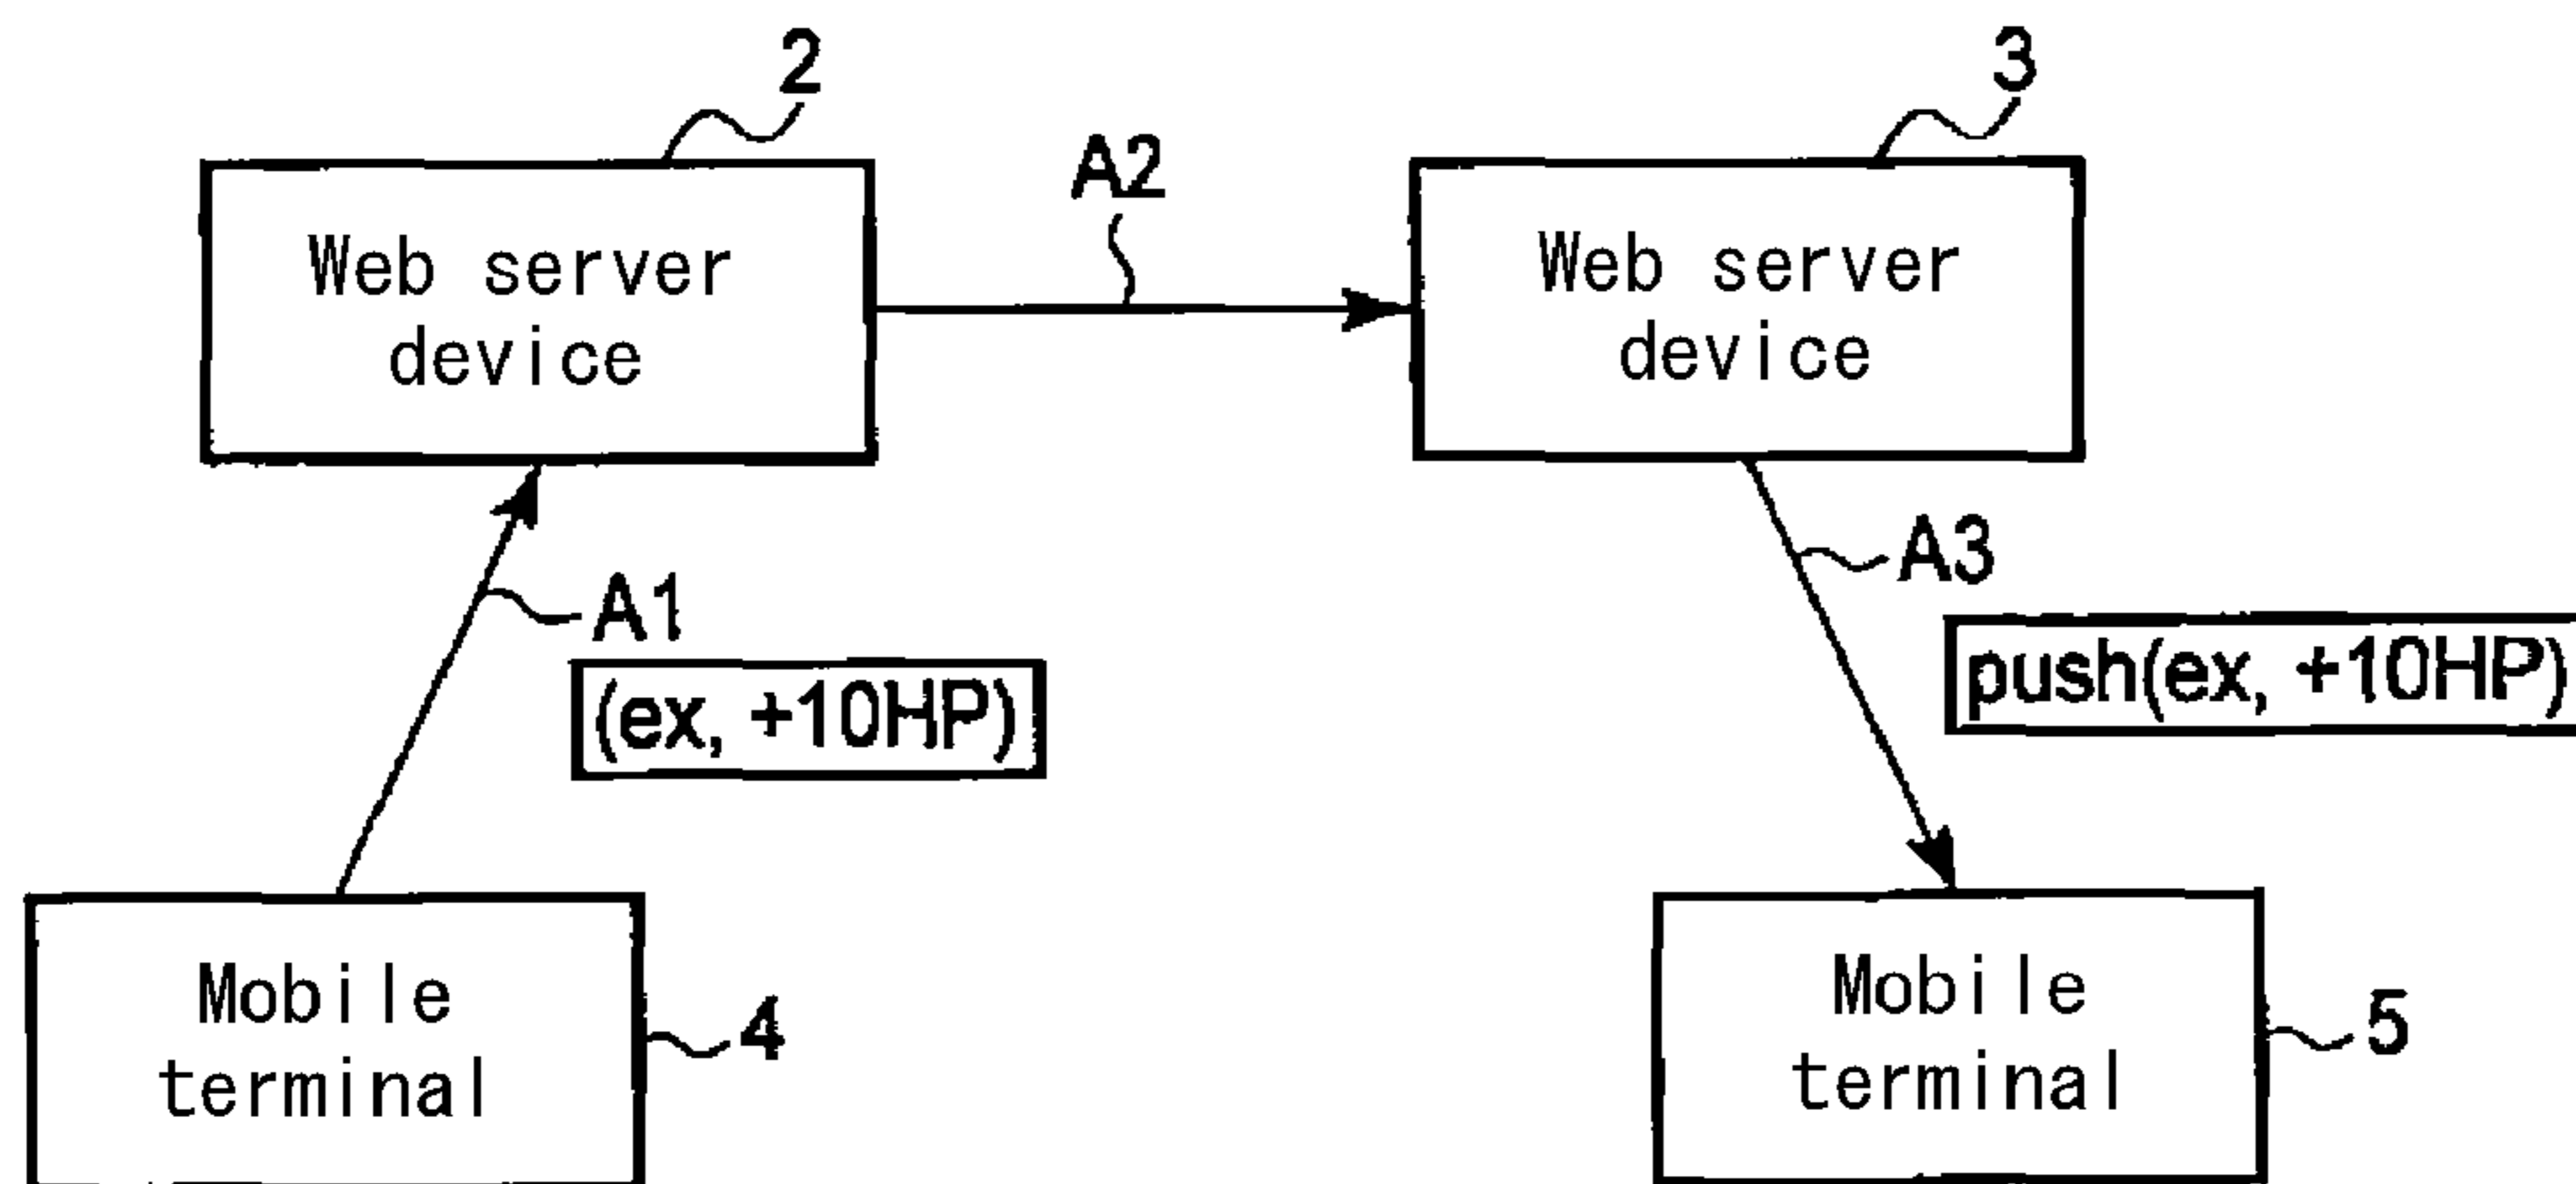 2
3
A2
Web server
device
Web server
device
A1
A3
(ex, +10HP)
push(ex, +10HP)
Mobile
terminal
4
Mobile
terminal
5